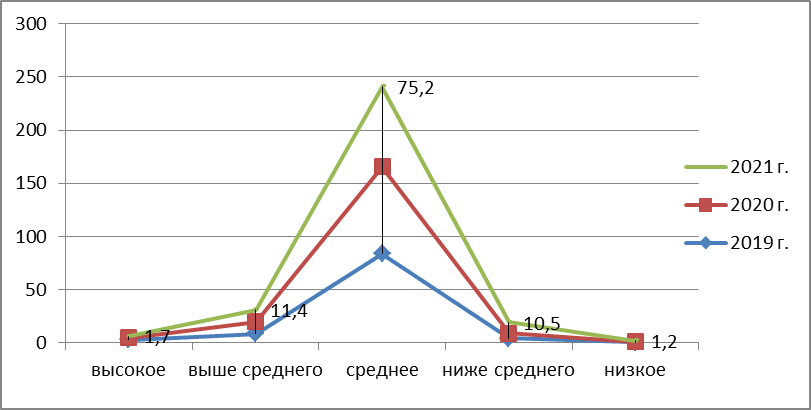 300
250
200
150
100
50
0
75,2
1,7
11,4
10,5
1,2
высокое
выше среднего
среднее
ниже среднего
низкое
2021 г.
2020 г.
2019 г.